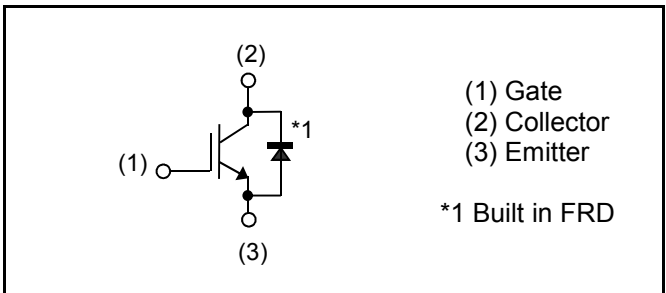 (2)
*1
(1)
(3)
(1) Gate
(2) Collector
(3) Emitter
*1 Built in FRD